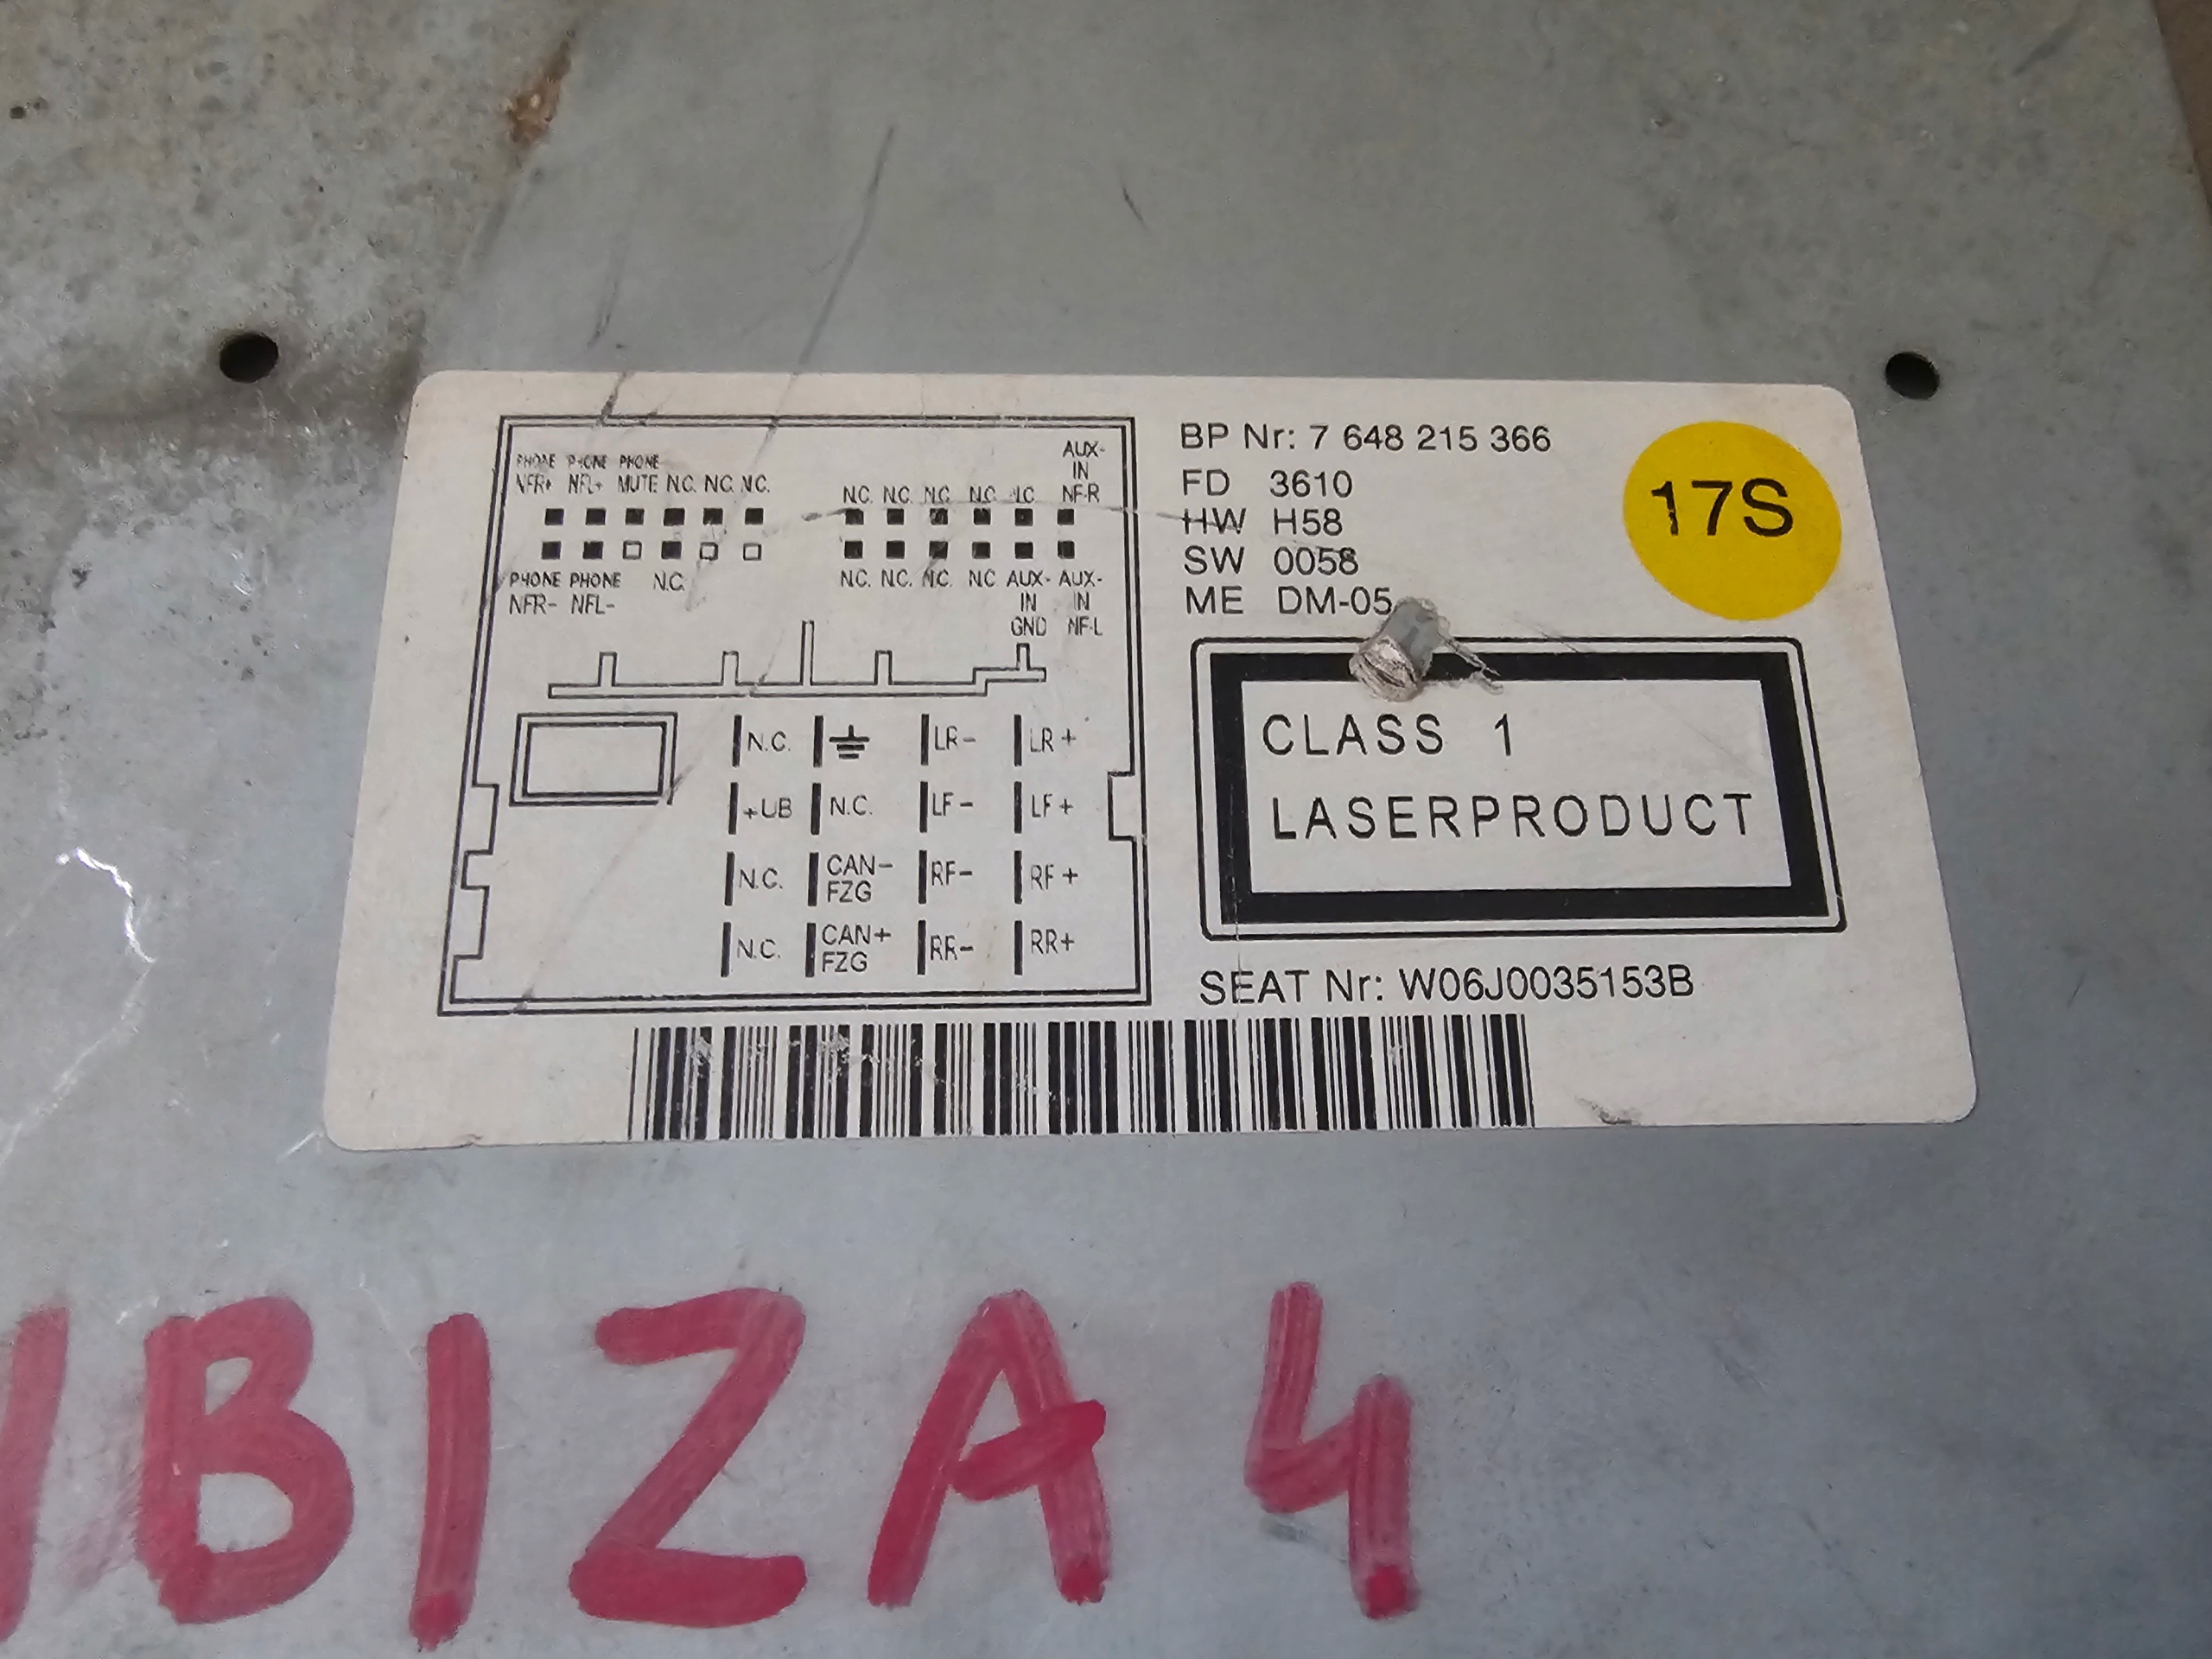 PHONE PHONE PHONE
NFR+ NFL+ MUTE N.C. N.C. N.C.
AUX-
IN
N.C. N.C. N.C. N.C. N.C. NF-R
PHONE PHONE N.C.
NFR- NFL-
N.C. N.C. N.C. N.C AUX- AUX-
IN IN
GND NF-L
N.C. LR- LR+
+UB N.C. LF- LF+
N.C. CAN- RF- RF+
FZG
N.C. CAN+ RR- RR+
FZG
BP Nr: 7 648 215 366
FD 3610
HW H58
SW 0058
ME DM-05
17S
CLASS 1
LASERPRODUCT
SEAT Nr: W06J0035153B
IBIZA 4